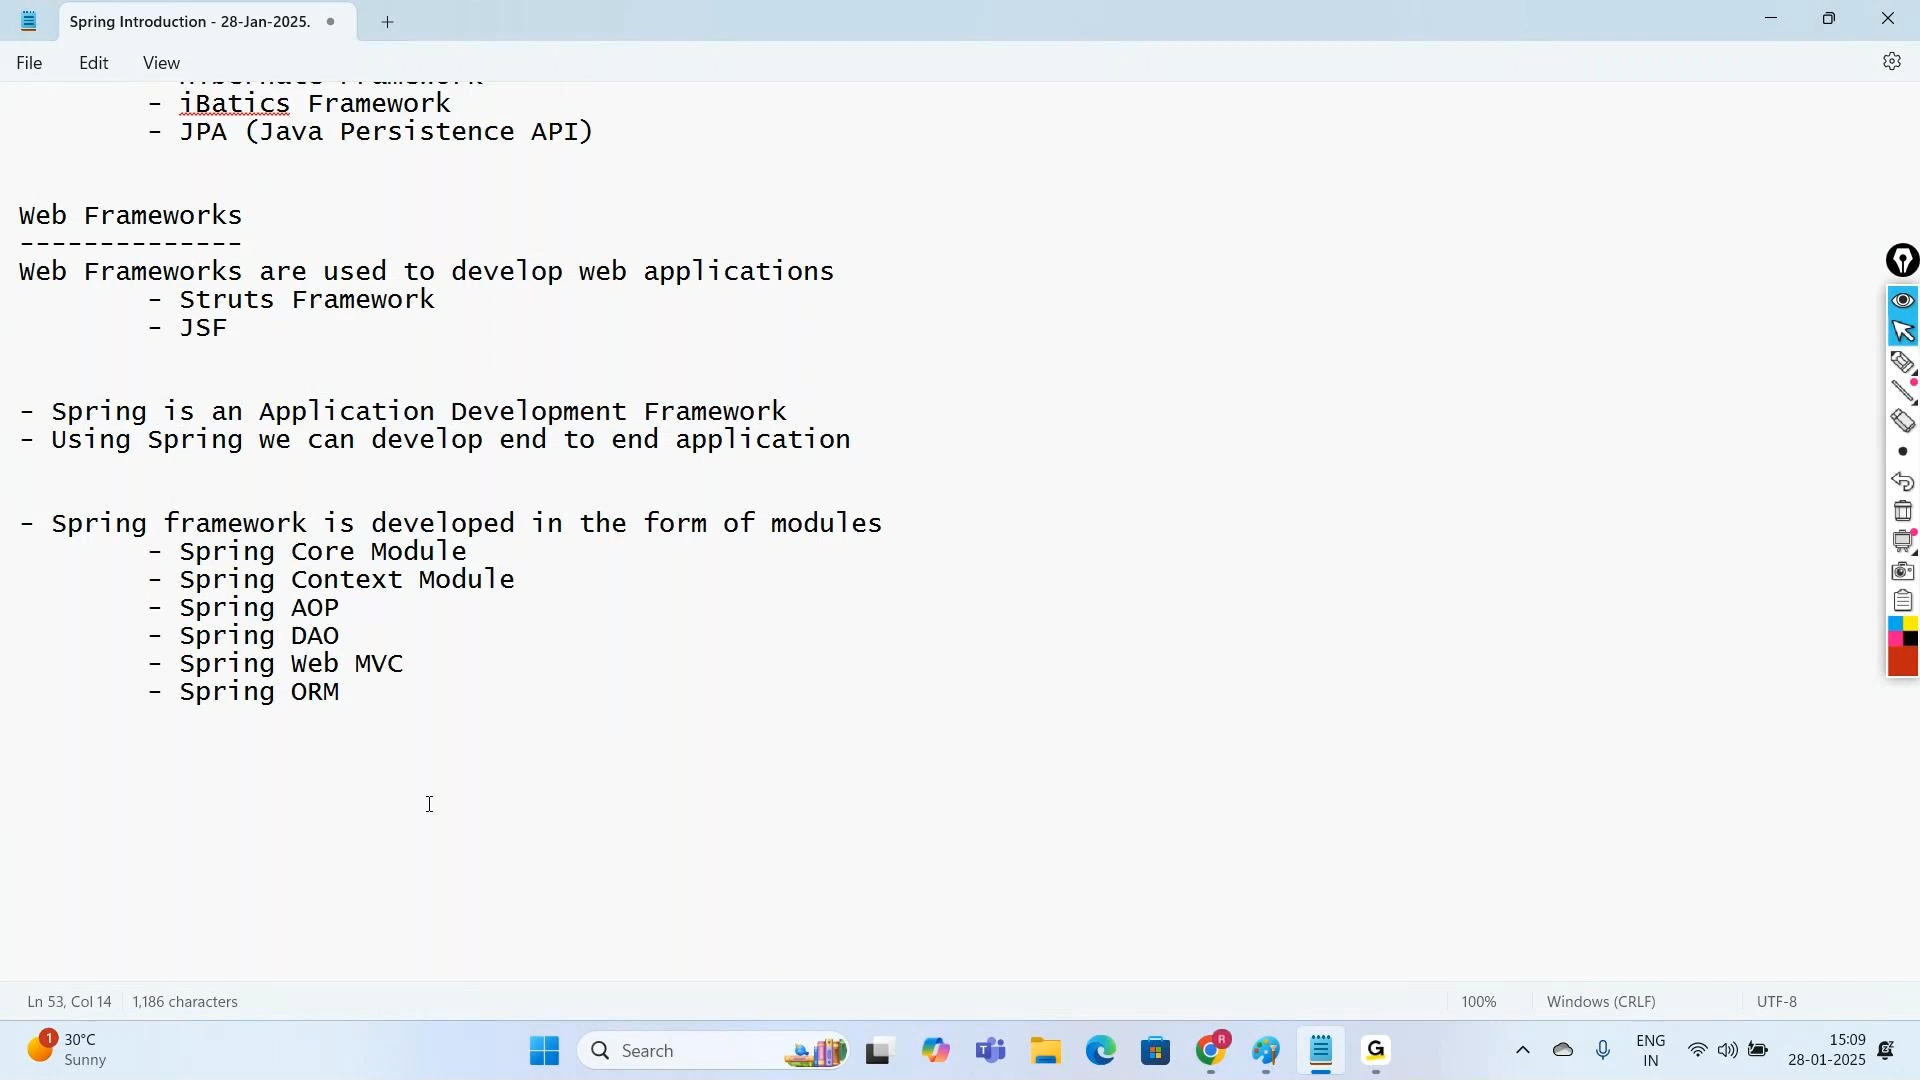 Spring Introduction - 28-Jan-2025.
File Edit View
- iBatics Framework
- JPA (Java Persistence API)
Web Frameworks
--------------
Web Frameworks are used to develop web applications
- Struts Framework
- JSF
- Spring is an Application Development Framework
- Using Spring we can develop end to end application
- Spring framework is developed in the form of modules
- Spring Core Module
- Spring Context Module
- Spring AOP
- Spring DAO
- Spring Web MVC
- Spring ORM
Ln 53, Col 14 1,186 characters 100% Windows (CRLF) UTF-8
1 30°C Search R G ENG 15:09
Sunny IN 28-01-2025